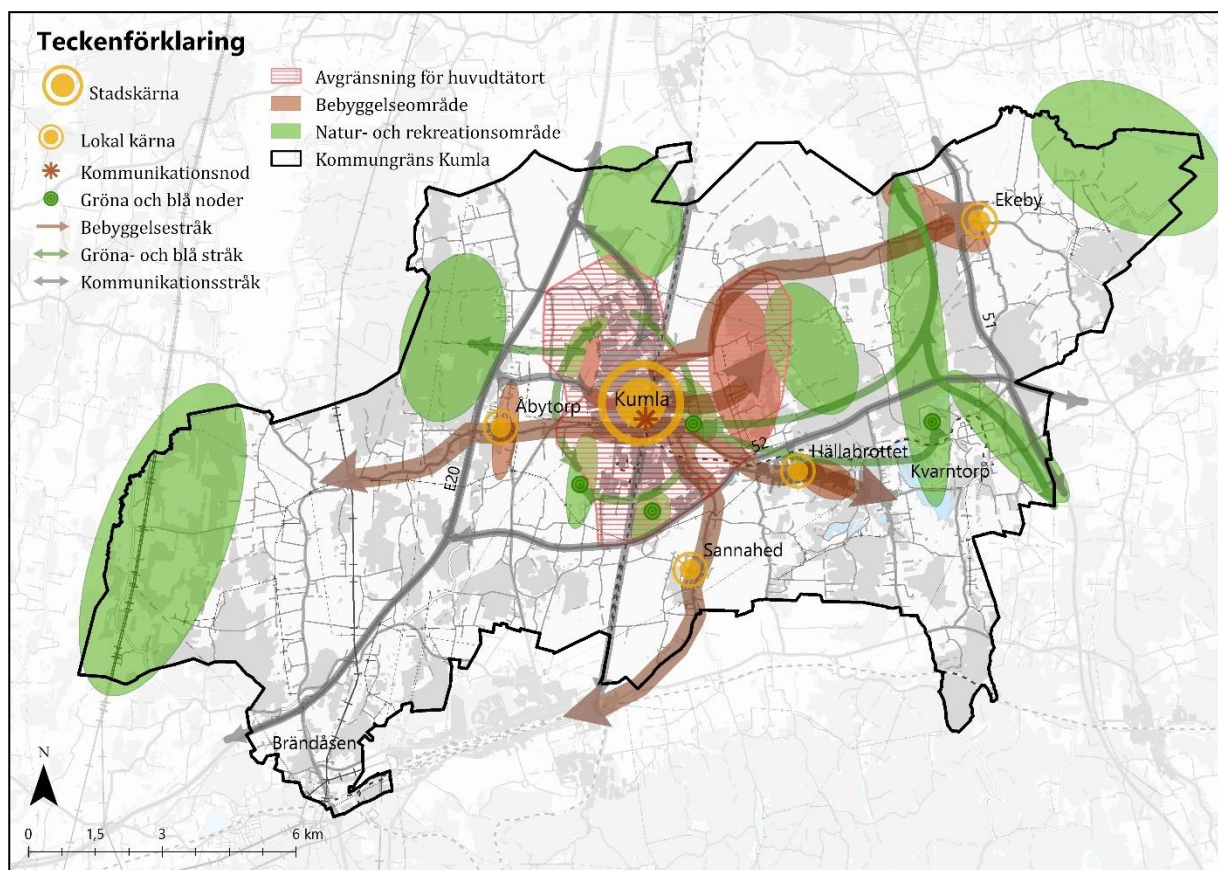 Teckenförklaring
Stadskärna
Lokal kärna
Kommunikationsnod
Gröna och blå noder
Bebyggelsestråk
Gröna- och blå stråk
Kommunikationsstråk
Avgränsning för huvudtätort
Bebyggelseområde
Natur- och rekreationsområde
Kommungräns Kumla
Ekeby
51
Kumla
Åbytorp
52
Hällabrottet
Kvarntorp
E20
Sannahed
Brändåsen
N
0 1,5 3 6 km